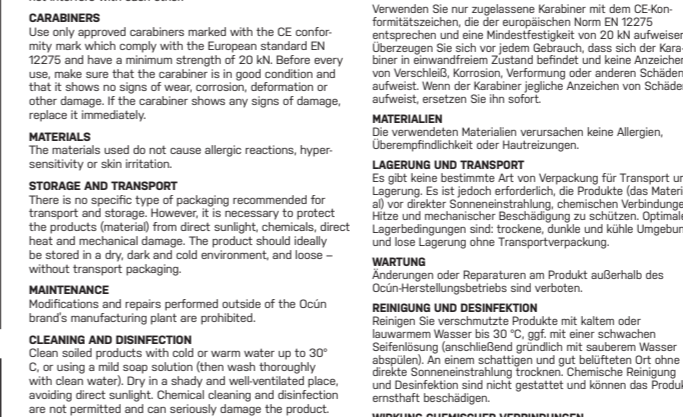 CARABINERS
Use only approved carabiners marked with the CE confor-
mity mark which comply with the European standard EN
12275 and have a minimum strength of 20 kN. Before every
use, make sure that the carabiner is in good condition and
that it shows no signs of wear, corrosion, deformation or
other damage. If the carabiner shows any signs of damage,
replace it immediately.
MATERIALS
The materials used do not cause allergic reactions, hyper-
sensitivity or skin irritation.
STORAGE AND TRANSPORT
There is no specific type of packaging recommended for
transport and storage. However, it is necessary to protect
the products (material) from direct sunlight, chemicals, direct
heat and mechanical damage. The product should ideally
be stored in a dry, dark and cold environment, and loose –
without transport packaging.
MAINTENANCE
Modifications and repairs performed outside of the Ocún
brand's manufacturing plant are prohibited.
CLEANING AND DISINFECTION
Clean soiled products with cold or warm water up to 30°
C, or using a mild soap solution (then wash thoroughly
with clean water). Dry in a shady and well-ventilated place,
avoiding direct sunlight. Chemical cleaning and disinfection
are not permitted and can seriously damage the product.
Verwenden Sie nur zugelassene Karabiner mit dem CE-Kon-
formitätszeichen, die der europäischen Norm EN 12275
entsprechen und eine Mindestfestigkeit von 20 kN aufweisen
Überzeugen Sie sich vor jedem Gebrauch, dass sich der Kara-
biner in einwandfreiem Zustand befindet und keine Anzeichen
von Verschleiß, Korrosion, Verformung oder anderen Schäden
aufweist. Wenn der Karabiner jegliche Anzeichen von Schäde
aufweist, ersetzen Sie ihn sofort.
MATERIALIEN
Die verwendeten Materialien verursachen keine Allergien,
Überempfindlichkeit oder Hautreizungen.
LAGERUNG UND TRANSPORT
Es gibt keine bestimmte Art von Verpackung für Transport un
Lagerung. Es ist jedoch erforderlich, die Produkte (das Materi
al) vor direkter Sonneneinstrahlung, chemischen Verbindunge
Hitze und mechanischer Beschädigung zu schützen. Optimale
Lagerbedingungen sind: trockene, dunkle und kühle Umgebun
und lose Lagerung ohne Transportverpackung.
WARTUNG
Änderungen oder Reparaturen am Produkt außerhalb des
Ocún-Herstellungsbetriebs sind verboten.
REINIGUNG UND DESINFEKTION
Reinigen Sie verschmutzte Produkte mit kaltem oder
lauwarmem Wasser bis 30 °C, ggf. mit einer schwachen
Seifenlösung (anschließend gründlich mit sauberem Wasser
abspülen). An einem schattigen und gut belüfteten Ort ohne
direkte Sonneneinstrahlung trocknen. Chemische Reinigung
und Desinfektion sind nicht gestattet und können das Produk
ernsthaft beschädigen.
WIRKUNG CHEMISCHER VERBINDUNGEN